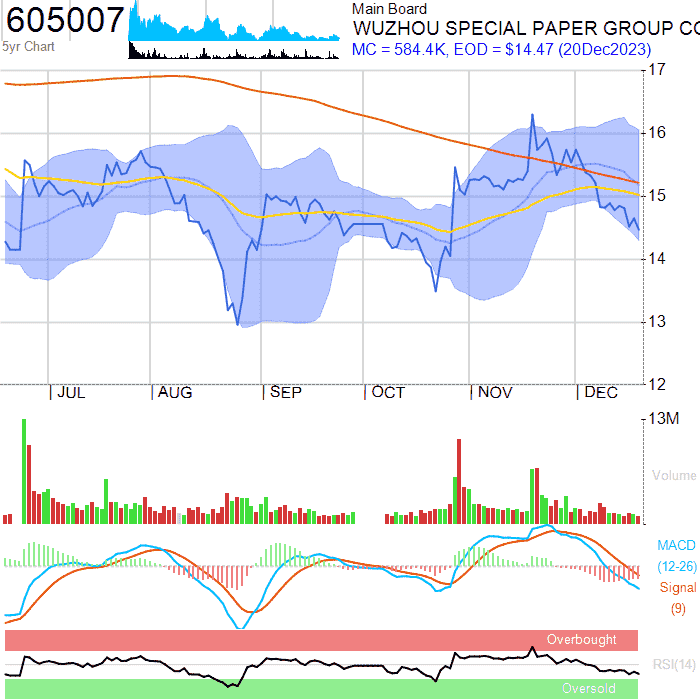 605007
5yr Chart
Main Board
WUZHOU SPECIAL PAPER GROUP CO
MC = 584.4K, EOD = $14.47 (20Dec2023)
17
16
15
14
13
12
JUL
AUG
SEP
OCT
NOV
DEC
13M
Volume
MACD
(12-26)
Signal
(9)
Overbought
RSI(14)
Oversold